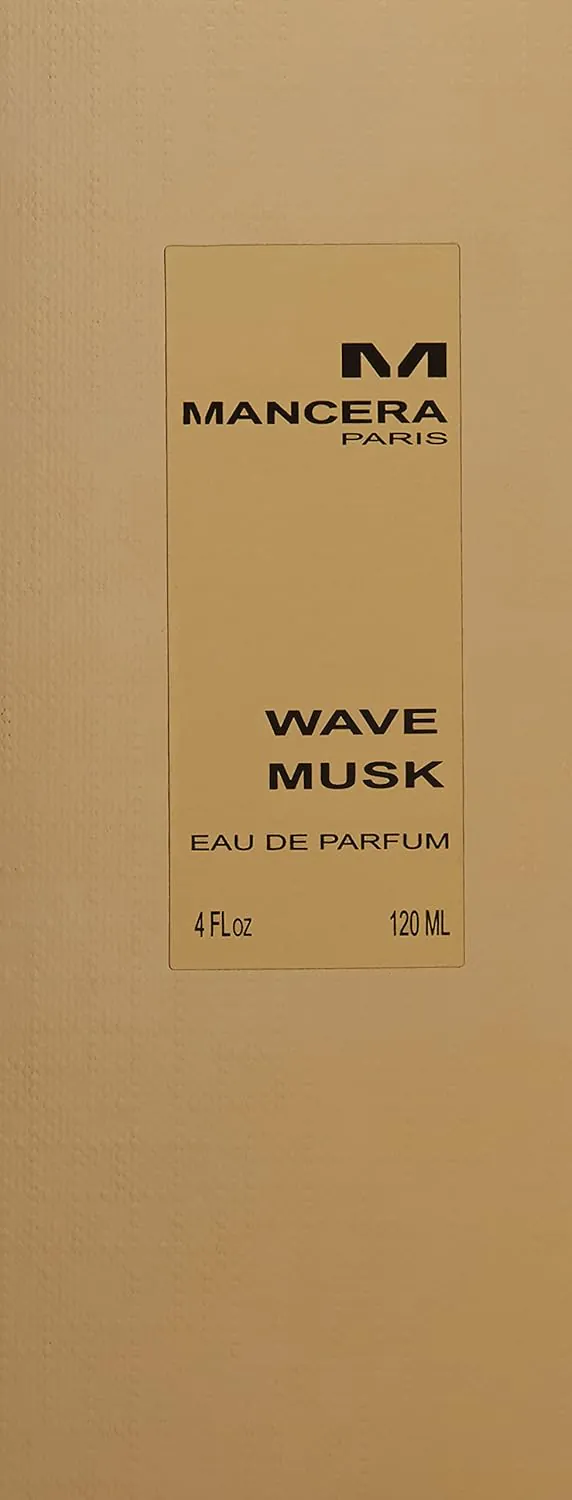 M
MANCERA
PARIS
WAVE
MUSK
EAU DE PARFUM
4 FLoz 120 ML